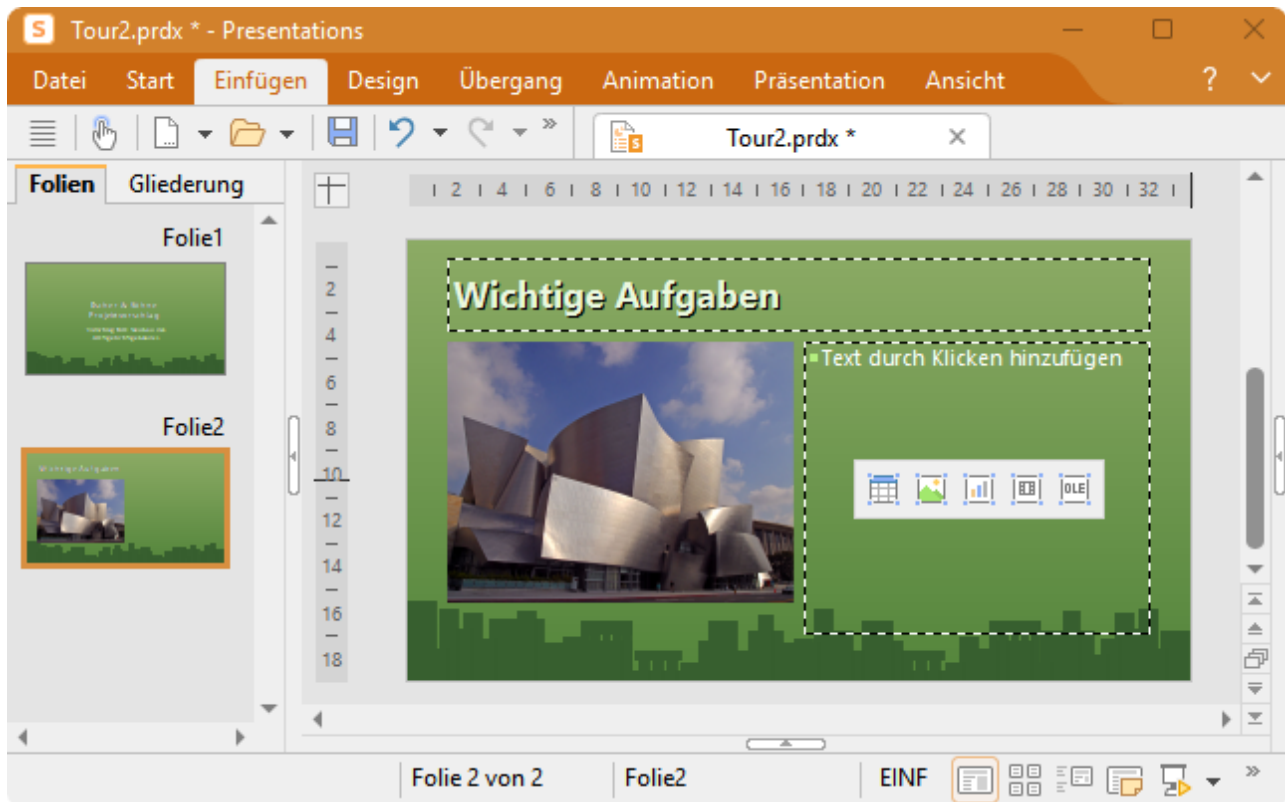 S Tour2.prdx * - Presentations
Datei Start Einfügen Design Übergang Animation Präsentation Ansicht ?
Tour2.prdx *
Folien Gliederung
2 4 6 8 10 12 14 16 18 20 22 24 26 28 30 32
Folie1
2
4
6
8
10
12
14
16
18
Wichtige Aufgaben
Text durch Klicken hinzufügen
OLE
Folie2
Wichtige Aufgaben
Folie 2 von 2 Folie2 EINF